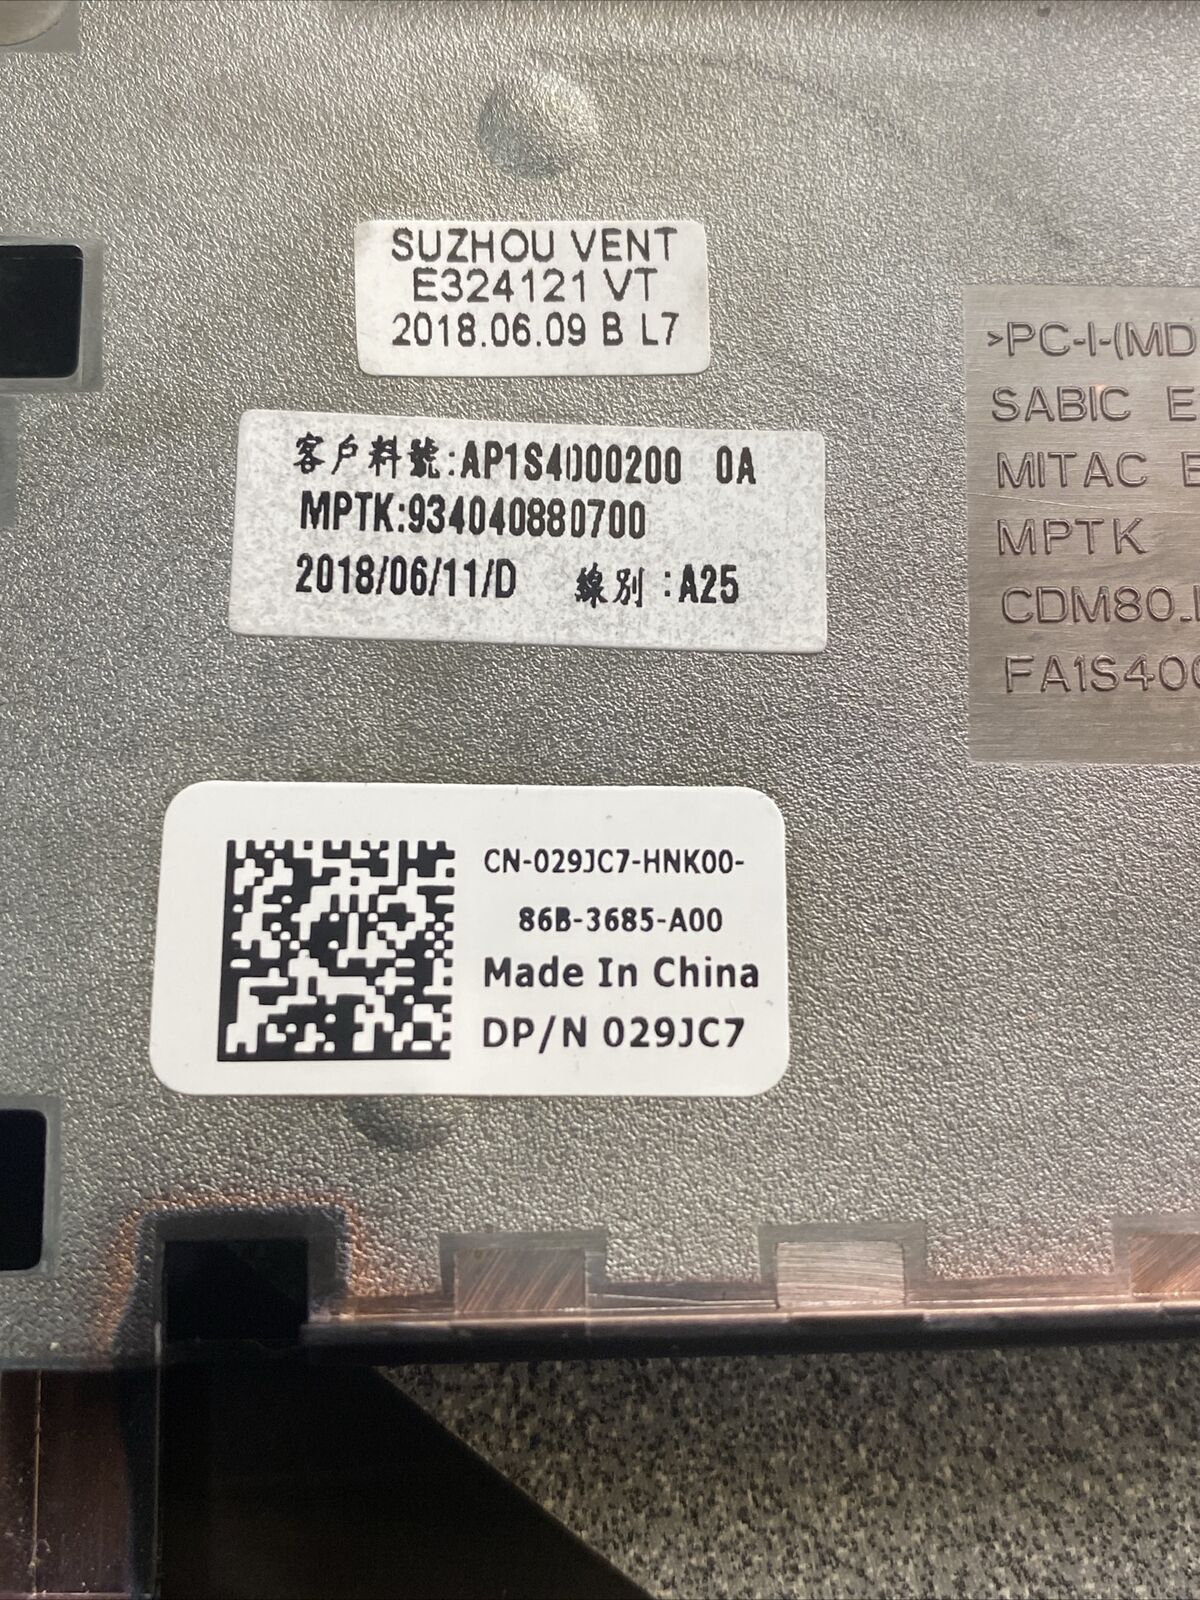 SUZHOU VENT
E324121 VT
2018.06.09 B L7
客户料號:AP1S4000200 0A
MPTK:934040880700
2018/06/11/D 線別:A25
>PC-I-(MD
SABIC E
MITAC E
MPTK
CDM80_
FA1S400
CN-029JC7-HNK00-
86B-3685-A00
Made In China
DP/N 029JC7